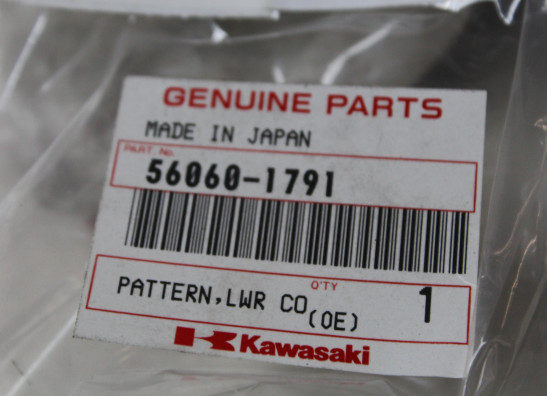 GENUINE PARTS
MADE IN JAPAN
PART. No.
56060-1791
Q'TY
PATTERN,LWR CO(OE) 1
Kawasaki